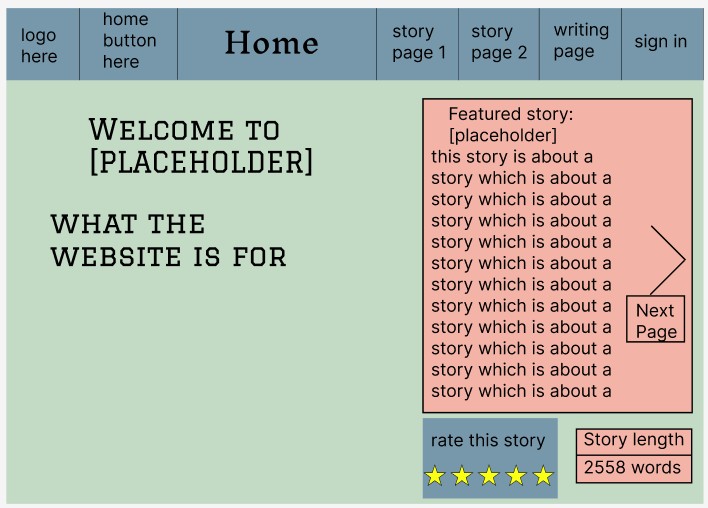 logo
here
home
button
here
Home
story
page 1
story
page 2
writing
page
sign in
Welcome to
[placeholder]
what the
website is for
Featured story:
[placeholder]
this story is about a
story which is about a
story which is about a
story which is about a
story which is about a
story which is about a
story which is about a
story which is about a
story which is about a
story which is about a
story which is about a
story which is about a
Next
Page
rate this story
Story length
2558 words